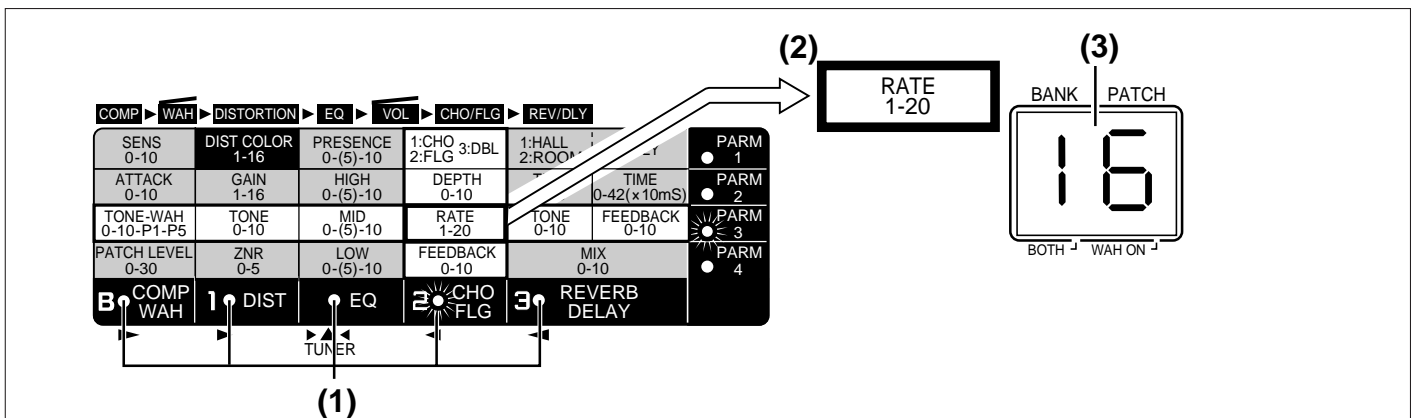 (2)
(3)
RATE
1-20
BANK PATCH
16
BOTH WAH ON
COMP WAH DISTORTION EQ VOL CHO/FLG REV/DLY
SENS DIST COLOR PRESENCE 1:CHO 3:DBL 1:HALL PARM
0-10 1-16 0-(5)-10 2:FLG 2:ROOM 1
ATTACK GAIN HIGH DEPTH TIME PARM
0-10 1-16 0-(5)-10 0-10 0-42(×10mS) 2
TONE-WAH TONE MID RATE TONE FEEDBACK PARM
0-10-P1-P5 0-10 0-(5)-10 1-20 0-10 0-10 3
PATCH LEVEL ZNR LOW FEEDBACK MIX PARM
0-30 0-5 0-(5)-10 0-10 0-10 4
B COMP 1 DIST EQ 2 CHO 3 REVERB
WAH FLG DELAY
TUNER
(1)